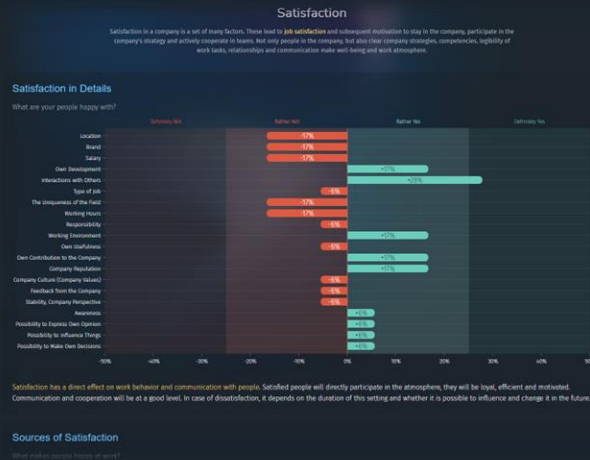 Satisfaction
Satisfaction in a company is a set of many factors. These lead to job satisfaction and subsequent motivation to stay in the company, participate in the
company's strategy and actively cooperate in teams. Not only people in the company, but also clear company strategies, competencies, legibility of
work tasks, relationships and communication make well-being and work atmosphere.
Satisfaction in Details
What are your people happy with?
Definitely Not Rather Not Rather Yes Definitely Yes
Location -17%
Brand -17%
Salary -17%
Own Development +17%
Interactions with Others +28%
Type of Job -6%
The Uniqueness of the Field -17%
Working Hours -17%
Responsibility -6%
Working Environment +17%
Own Usefulness -6%
Own Contribution to the Company +17%
Company Reputation +17%
Company Culture (Company Values) -6%
Feedback from the Company -6%
Stability, Company Perspective -6%
Awareness +6%
Possibility to Express Own Opinion +6%
Possibility to Influence Things +6%
Possibility to Make Own Decisions +6%
-50% -40% -30% -20% -10% 0% 10% 20% 30% 40% 50
Satisfaction has a direct effect on work behavior and communication with people. Satisfied people will directly participate in the atmosphere, they will be loyal, efficient and motivated.
Communication and cooperation will be at a good level. In case of dissatisfaction, it depends on the duration of this setting and whether it is possible to influence and change it in the future.
Sources of Satisfaction
What makes people happy at work?